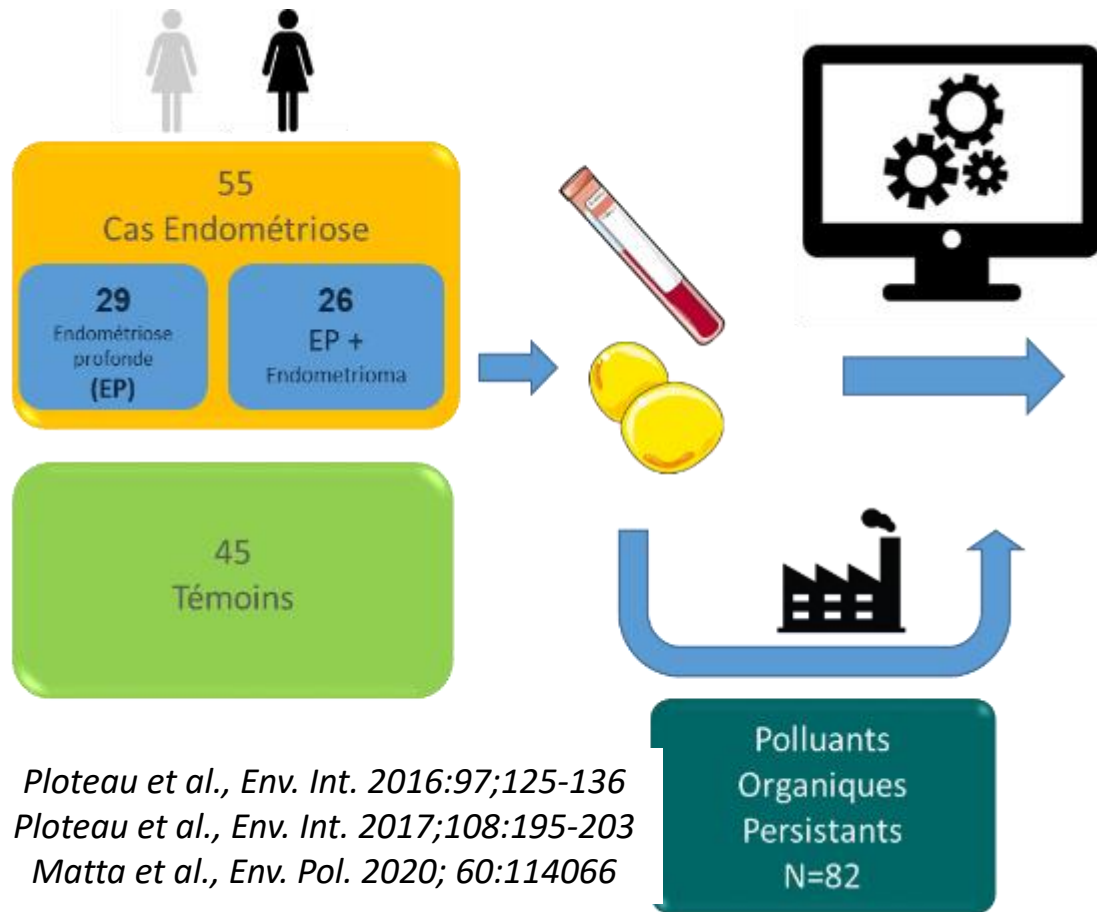 55
Cas Endométriose
29
Endométriose
profonde
(EP)
26
EP +
Endometrioma
45
Témoins
Polluants
Organiques
Persistants
N=82
Ploteau et al., Env. Int. 2016:97;125-136
Ploteau et al., Env. Int. 2017;108:195-203
Matta et al., Env. Pol. 2020; 60:114066